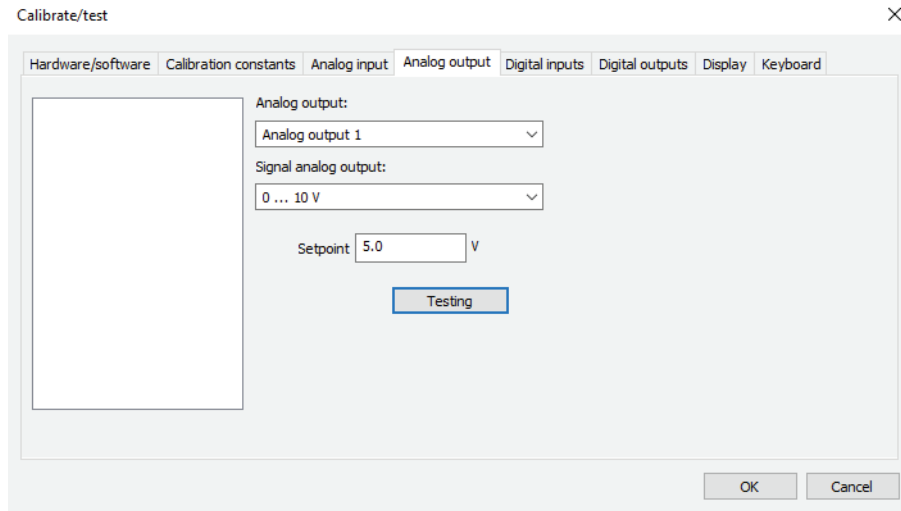 Calibrate/test
Hardware/software Calibration constants Analog input Analog output Digital inputs Digital outputs Display Keyboard
Analog output:
Analog output 1
Signal analog output:
0 ... 10 V
Setpoint 5.0 V
Testing
OK Cancel